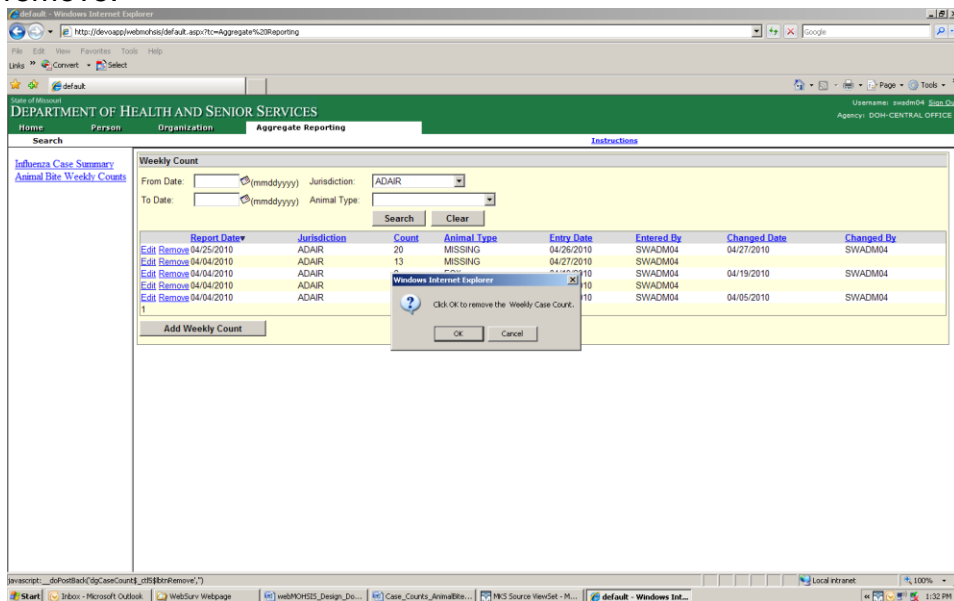 remove.
default - Windows Internet Explorer
http://devoapp/webmohsis/default.aspx?tc=Aggregate%20Reporting
Google
File Edit View Favorites Tools Help
Links » Convert Select
default
Page Tools
State of Missouri
DEPARTMENT OF HEALTH AND SENIOR SERVICES
Username: swadm04 Sign Ou
Agency: DOH-CENTRAL OFFICE
Home Person Organization Aggregate Reporting
Search Instructions
Influenza Case Summary
Animal Bite Weekly Counts
Weekly Count
From Date: (mmddyyyy) Jurisdiction: ADAIR
To Date: (mmddyyyy) Animal Type:
Search Clear
Report Date Jurisdiction Count Animal Type Entry Date Entered By Changed Date Changed By
Edit Remove 04/25/2010 ADAIR 20 MISSING 04/26/2010 SWADM04 04/27/2010 SWADM04
Edit Remove 04/04/2010 ADAIR 13 MISSING 04/27/2010 SWADM04
Edit Remove 04/04/2010 ADAIR SWADM04 04/19/2010 SWADM04
Edit Remove 04/04/2010 ADAIR SWADM04
Edit Remove 04/04/2010 ADAIR SWADM04 04/05/2010 SWADM04
1
Add Weekly Count
Windows Internet Explorer
Click OK to remove the Weekly Case Count.
OK Cancel
javascript:__doPostBack('dgCaseCount$_ctl5$lbtnRemove','')
Local intranet 100%
Start Inbox - Microsoft Outlook WebSurv Webpage webMOHSIS_Design_Do... Case_Counts_AnimalBite... MKS Source ViewSet - M... default - Windows Int... « 1:32 PM